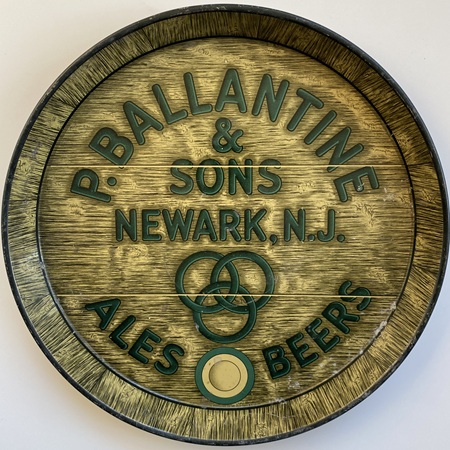 P. BALLANTINE
&
SONS
NEWARK, N.J.
ALES BEERS